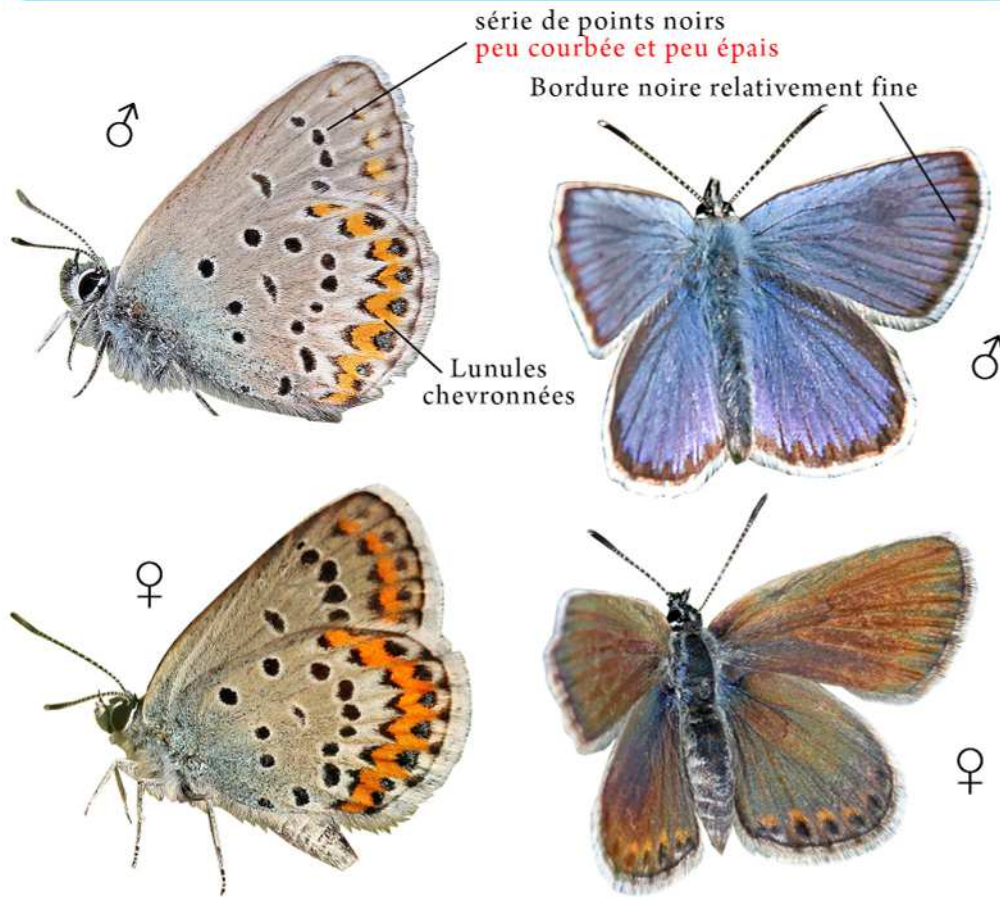 série de points noirs
peu courbée et peu épais
Bordure noire relativement fine
♂
♂
Lunules
chevronnées
♀
♀